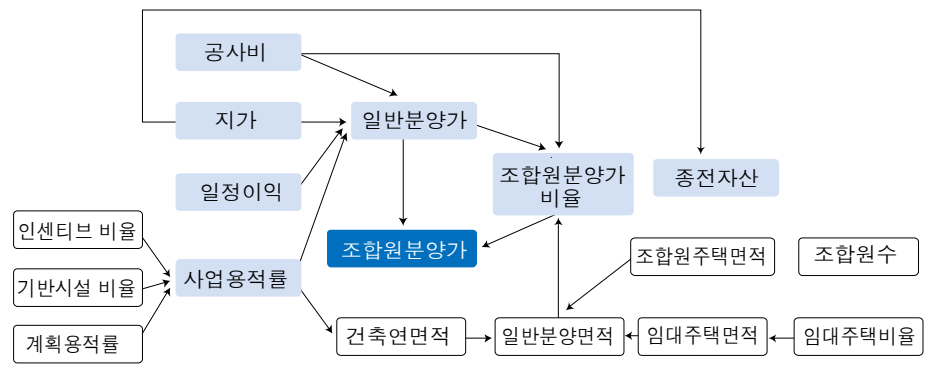 공사비
지가
일반분양가
일정이익
조합원분양가
비율
종전자산
인센티브 비율
조합원분양가
조합원주택면적
조합원수
기반시설 비율
사업용적률
계획용적률
건축연면적
일반분양면적
임대주택면적
임대주택비율